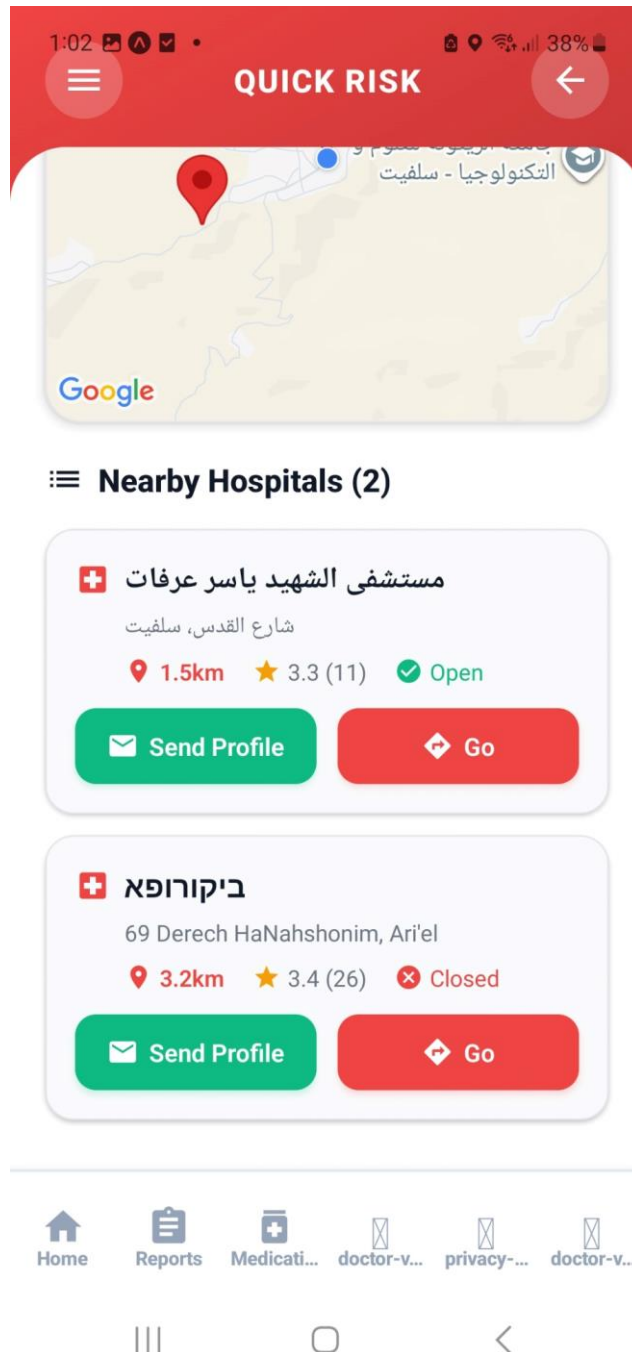 1:02
38%
QUICK RISK
التكنولوجيا - سلفيت
Google
Nearby Hospitals (2)
مستشفى الشهيد ياسر عرفات
شارع القدس، سلفيت
1.5km 3.3 (11) Open
Send Profile Go
ביקורופא
69 Derech HaNahshonim, Ari'el
3.2km 3.4 (26) Closed
Send Profile Go
Home Reports Medicati... doctor-v... privacy-... doctor-v...